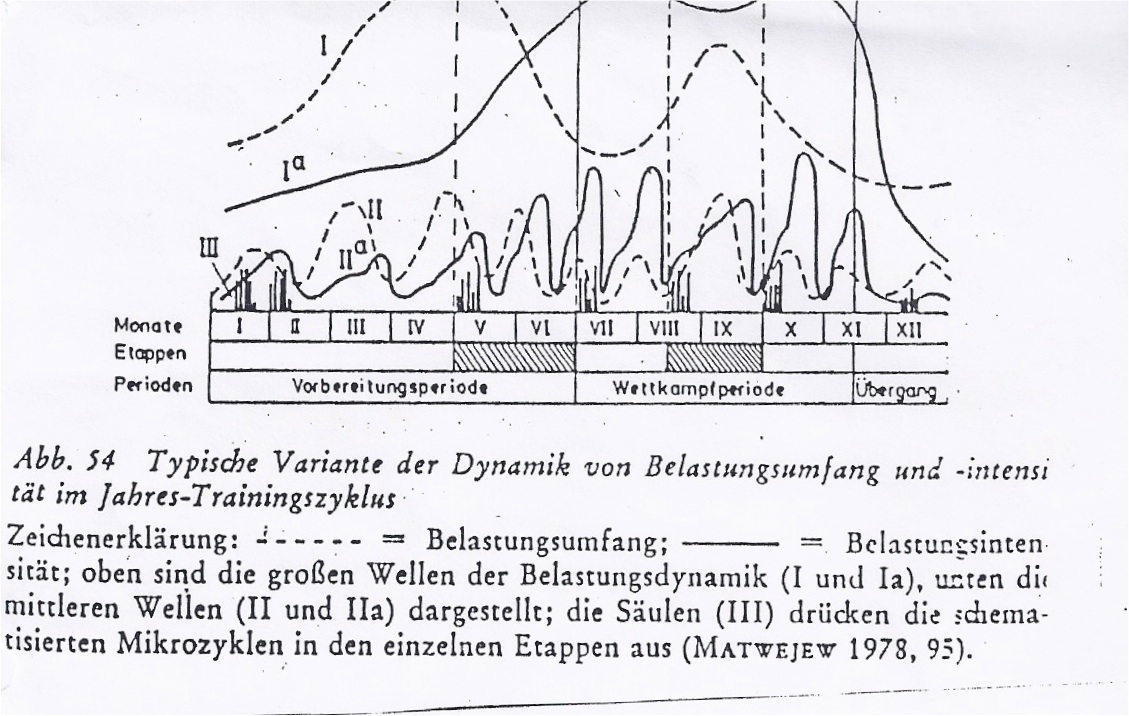 I
Iª
II
III
IIª
Monate I II III IV V VI VII VIII IX X XI XII
Etappen
Perioden Vorbereitungsperiode Wettkampfperiode Übergang
Abb. 54 Typische Variante der Dynamik von Belastungsumfang und -intensi
tät im Jahres-Trainingszyklus
Zeichenerklärung: ------ = Belastungsumfang; ——— = Belastungsinten-
sität; oben sind die großen Wellen der Belastungsdynamik (I und Ia), unten die
mittleren Wellen (II und IIa) dargestellt; die Säulen (III) drücken die schema-
tisierten Mikrozyklen in den einzelnen Etappen aus (MATWEJEW 1978, 95).